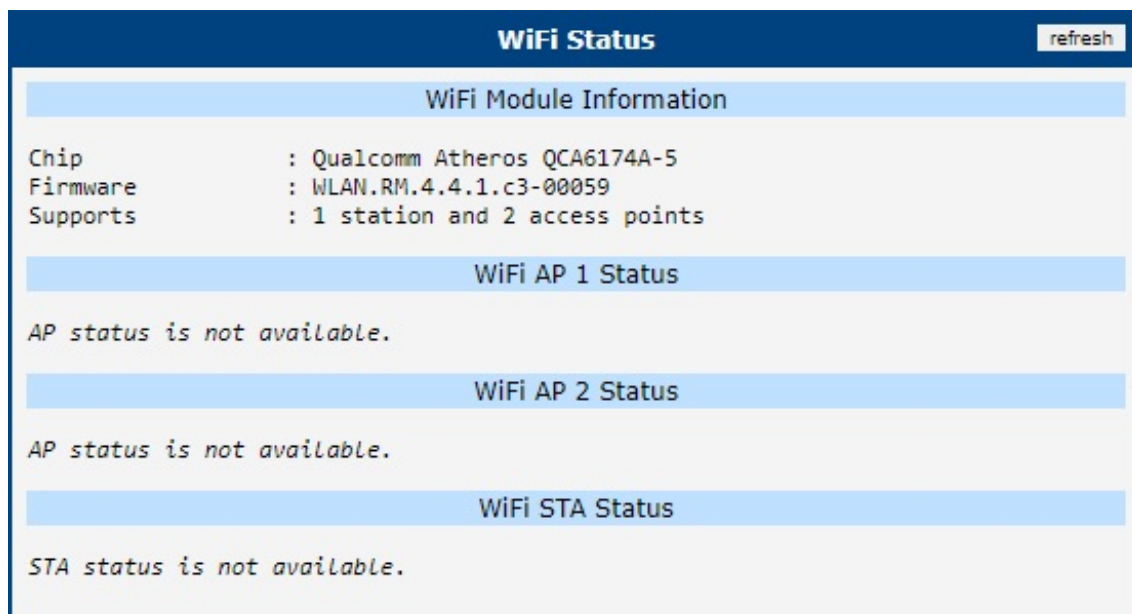 WiFi Status
refresh
WiFi Module Information
Chip : Qualcomm Atheros QCA6174A-5
Firmware : WLAN.RM.4.4.1.c3-00059
Supports : 1 station and 2 access points
WiFi AP 1 Status
AP status is not available.
WiFi AP 2 Status
AP status is not available.
WiFi STA Status
STA status is not available.